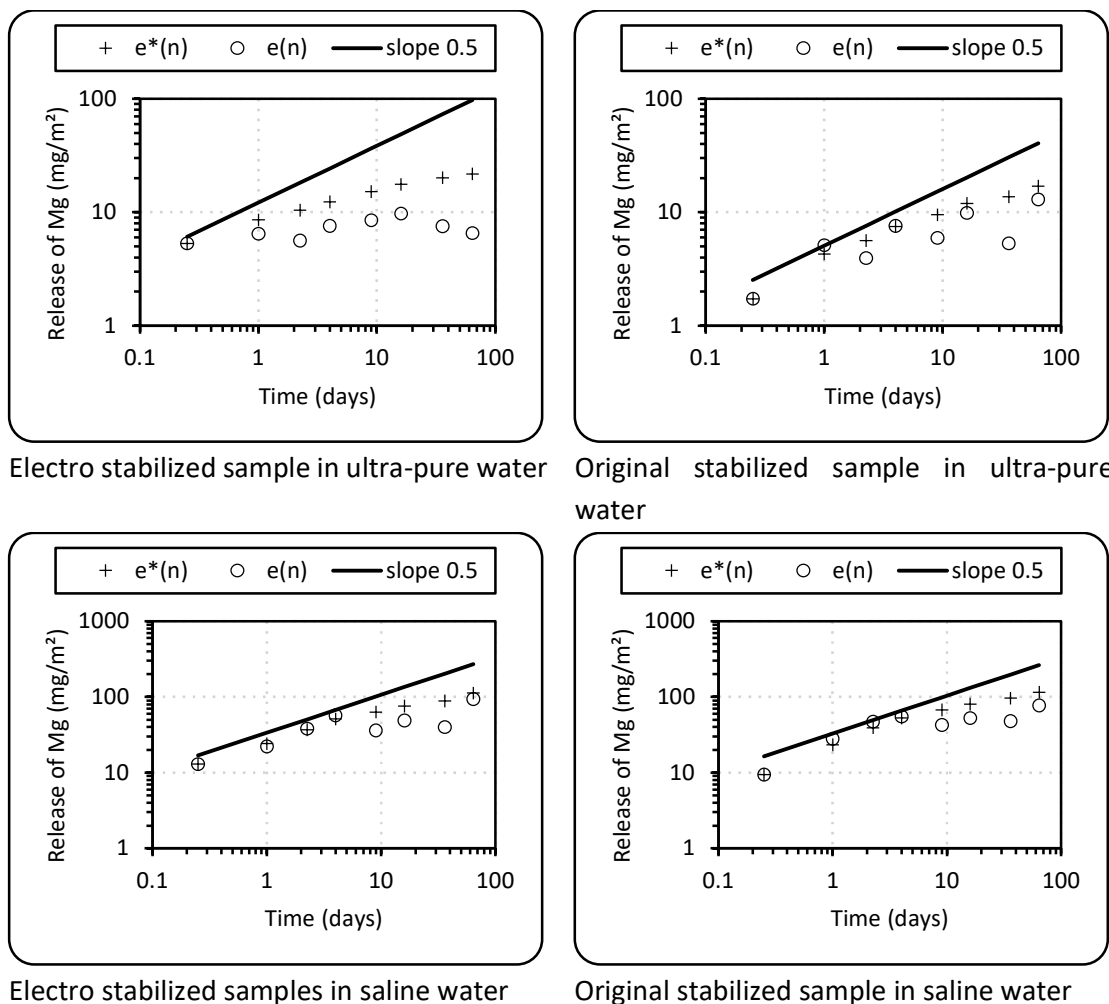 e*(n) e(n) slope 0.5
Release of Mg (mg/m²)
100
10
1
0.1 1 10 100
Time (days)
Electro stabilized sample in ultra-pure water
e*(n) e(n) slope 0.5
Release of Mg (mg/m²)
100
10
1
0.1 1 10 100
Time (days)
Original stabilized sample in ultra-pure
water
e*(n) e(n) slope 0.5
Release of Mg (mg/m²)
1000
100
10
1
0.1 1 10 100
Time (days)
Electro stabilized samples in saline water
e*(n) e(n) slope 0.5
Release of Mg (mg/m²)
1000
100
10
1
0.1 1 10 100
Time (days)
Original stabilized sample in saline water